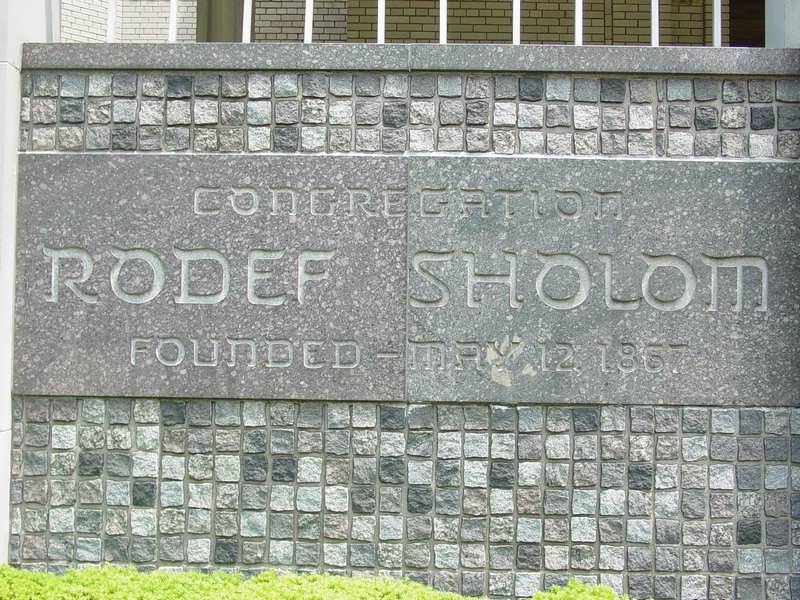 CONGREGATION
RODEF SHOLOM
FOUNDED - MAY 12, 1867